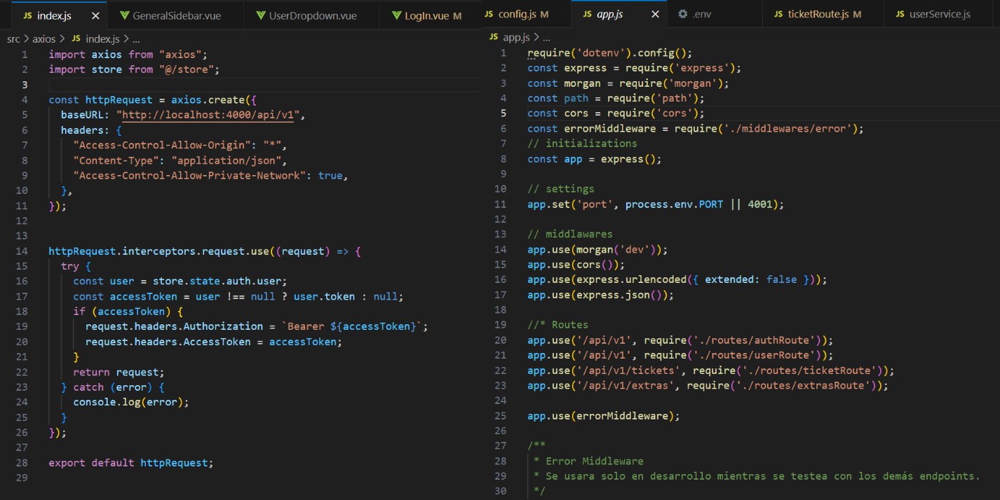 JS index.js ×
GeneralSidebar.vue
UserDropdown.vue
LogIn.vue M
src > axios > JS index.js > ...
1 import axios from "axios";
2 import store from "@/store";
3
4 const httpRequest = axios.create({
5 baseURL: "http://localhost:4000/api/v1",
6 headers: {
7 "Access-Control-Allow-Origin": "*",
8 "Content-Type": "application/json",
9 "Access-Control-Allow-Private-Network": true,
10 },
11 });
12
13
14 httpRequest.interceptors.request.use((request) => {
15 try {
16 const user = store.state.auth.user;
17 const accessToken = user !== null ? user.token : null;
18 if (accessToken) {
19 request.headers.Authorization = `Bearer ${accessToken}`;
20 request.headers.AccessToken = accessToken;
21 }
22 return request;
23 } catch (error) {
24 console.log(error);
25 }
26 });
27
28 export default httpRequest;
29
JS config.js M
JS app.js ×
.env
JS ticketRoute.js M
JS userService.js
JS app.js > ...
1 require('dotenv').config();
2 const express = require('express');
3 const morgan = require('morgan');
4 const path = require('path');
5 const cors = require('cors');
6 const errorMiddleware = require('./middlewares/error');
7 // initializations
8 const app = express();
9
10 // settings
11 app.set('port', process.env.PORT || 4001);
12
13 // middlawares
14 app.use(morgan('dev'));
15 app.use(cors());
16 app.use(express.urlencoded({ extended: false }));
17 app.use(express.json());
18
19 //* Routes
20 app.use('/api/v1', require('./routes/authRoute'));
21 app.use('/api/v1', require('./routes/userRoute'));
22 app.use('/api/v1/tickets', require('./routes/ticketRoute'));
23 app.use('/api/v1/extras', require('./routes/extrasRoute'));
24
25 app.use(errorMiddleware);
26
27 /**
28 * Error Middleware
29 * Se usara solo en desarrollo mientras se testea con los demás endpoints.
30 */